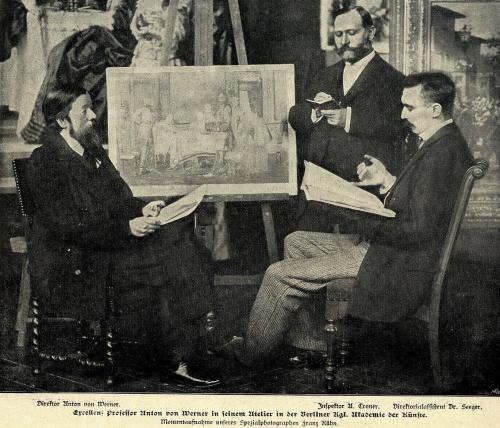 Direktor Anton von Werner. Inspektor A. Croner. Direktorialassistent Dr. Seeger.
Exzellenz Professor Anton von Werner in seinem Atelier in der Berliner Kgl. Akademie der Künste.
Momentaufnahme unseres Spezialphotographen Franz Kühn.